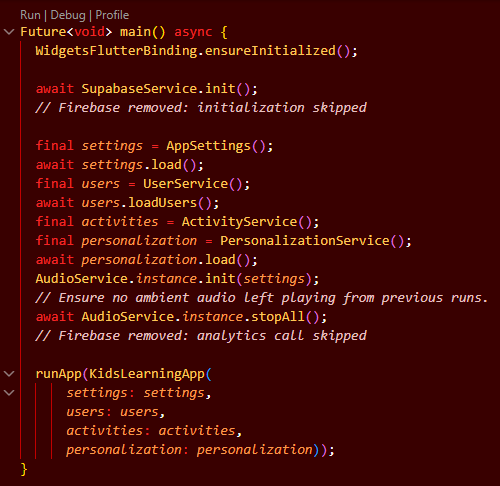 Run | Debug | Profile
Future<void> main() async {
  WidgetsFlutterBinding.ensureInitialized();

  await SupabaseService.init();
  // Firebase removed: initialization skipped

  final settings = AppSettings();
  await settings.load();
  final users = UserService();
  await users.loadUsers();
  final activities = ActivityService();
  final personalization = PersonalizationService();
  await personalization.load();
  AudioService.instance.init(settings);
  // Ensure no ambient audio left playing from previous runs.
  await AudioService.instance.stopAll();
  // Firebase removed: analytics call skipped

  runApp(KidsLearningApp(
      settings: settings,
      users: users,
      activities: activities,
      personalization: personalization));
}